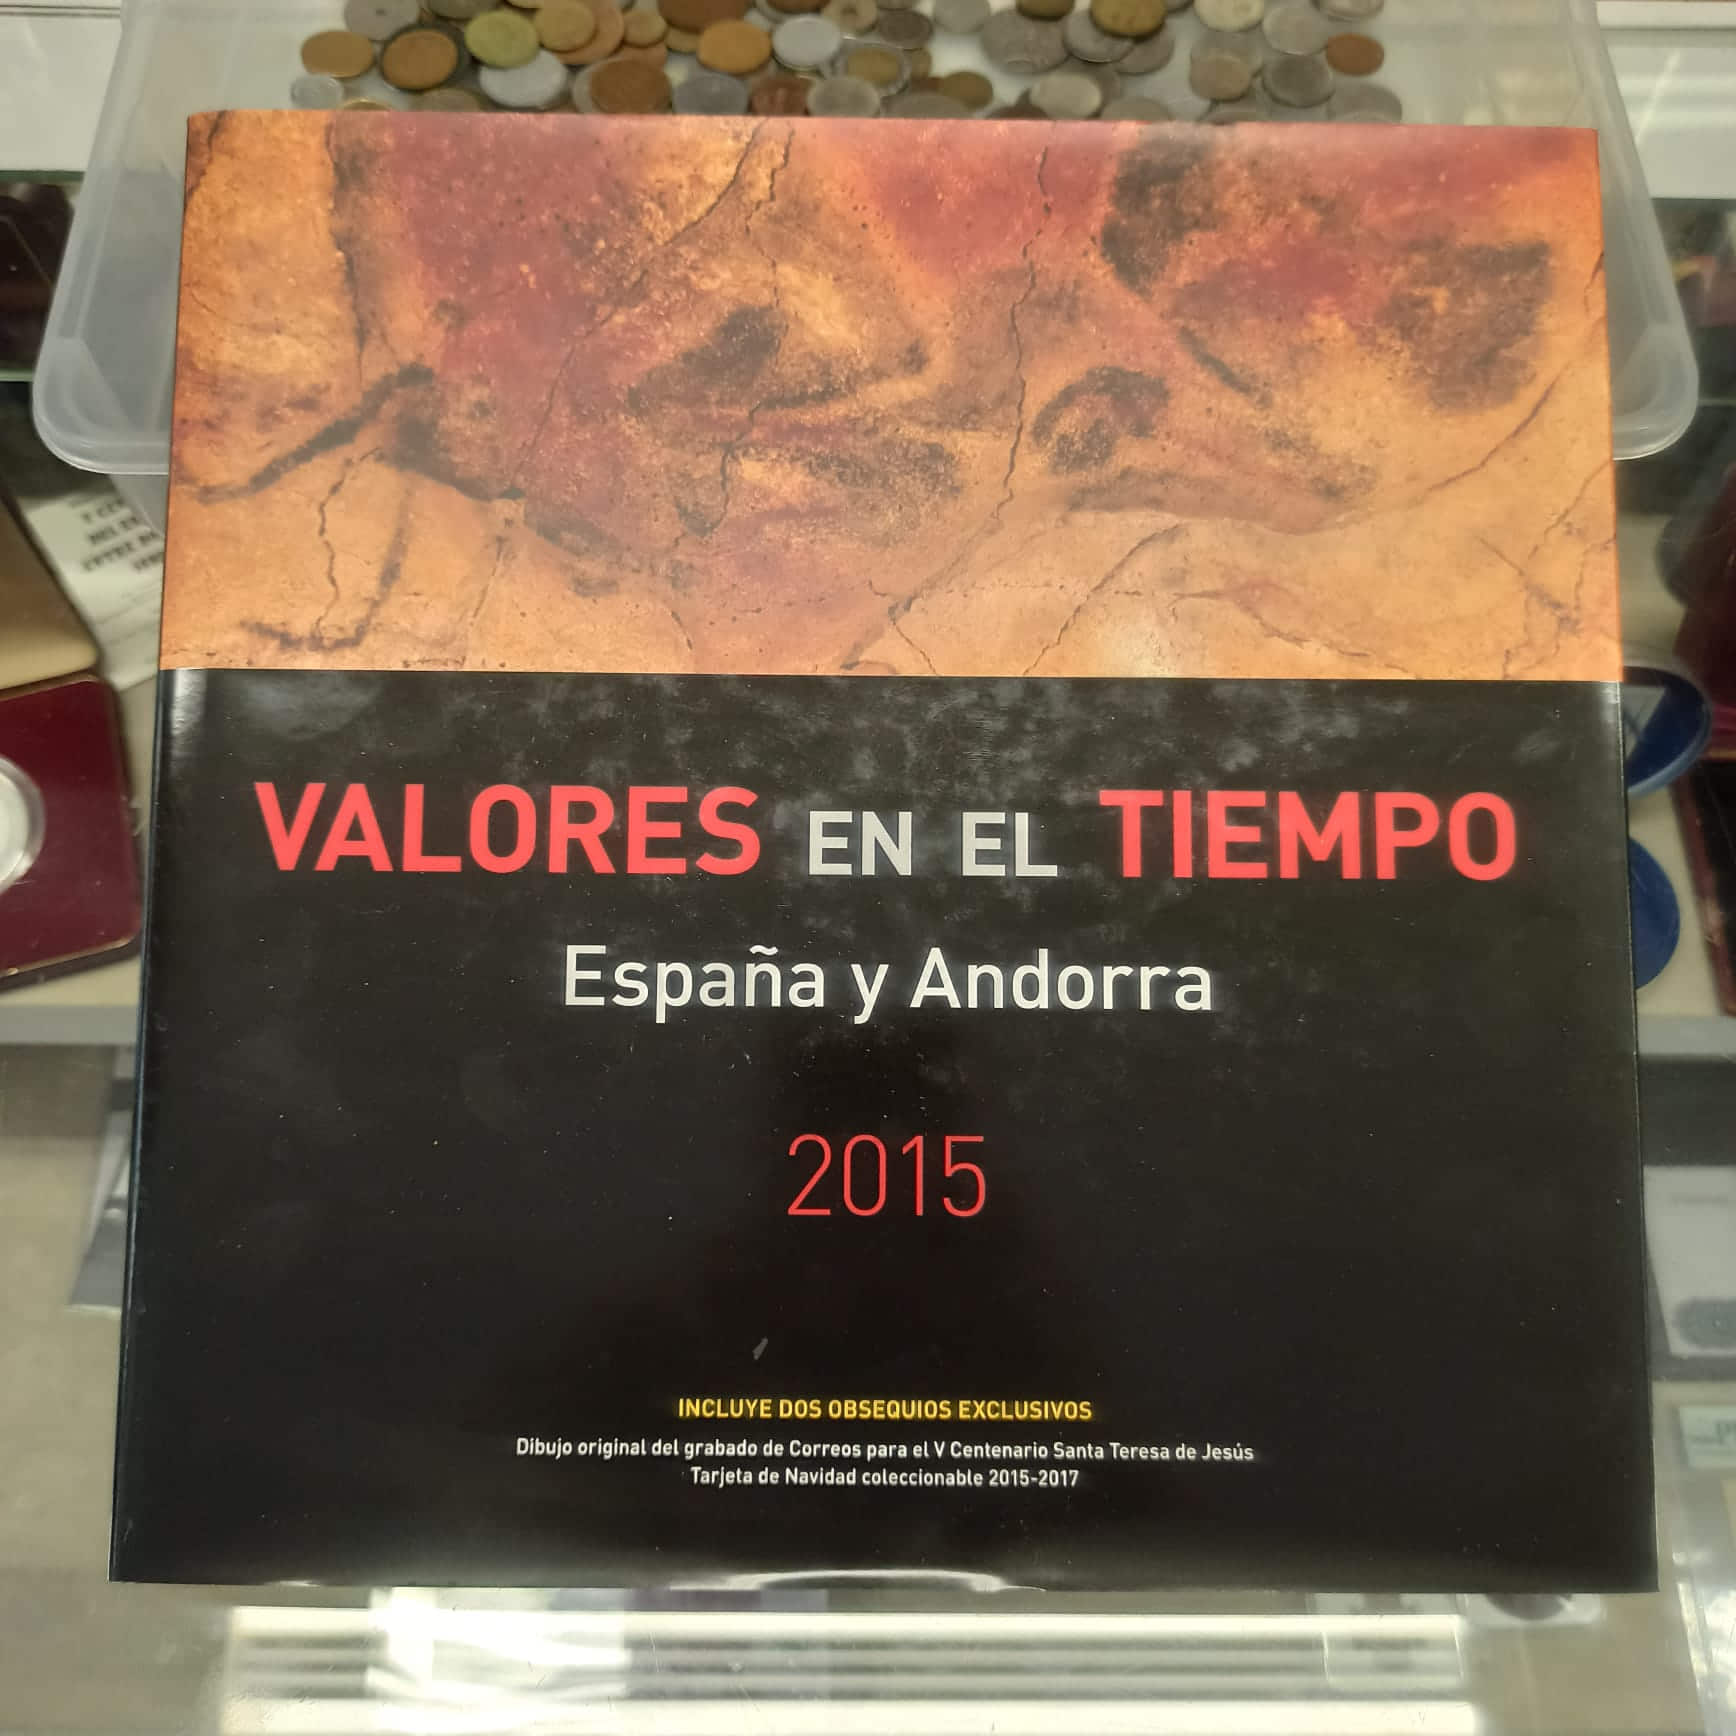 VALORES EN EL TIEMPO
España y Andorra
2015
INCLUYE DOS OBSEQUIOS EXCLUSIVOS
Dibujo original del grabado de Correos para el V Centenario Santa Teresa de Jesús
Tarjeta de Navidad coleccionable 2015-2017